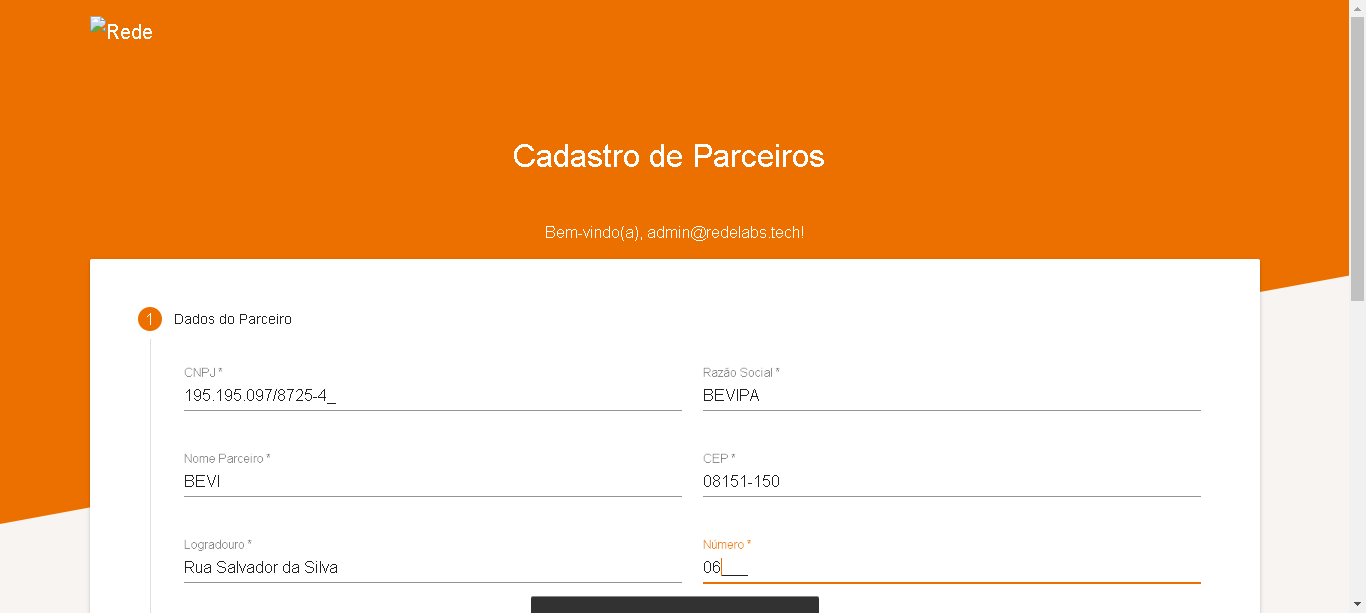 Rede
Cadastro de Parceiros
Bem-vindo(a), admin@redelabs.tech!
1 Dados do Parceiro
CNPJ *
195.195.097/8725-4_
Razão Social *
BEVIPA
Nome Parceiro *
BEVI
CEP *
08151-150
Logradouro *
Rua Salvador da Silva
Número *
06___